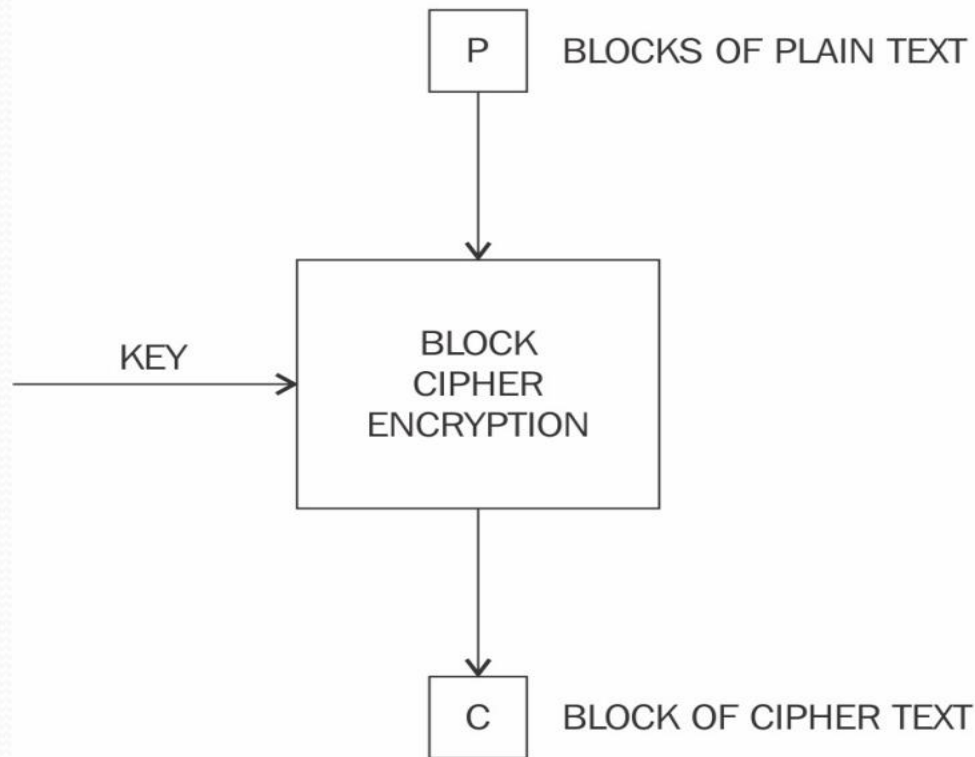 P BLOCKS OF PLAIN TEXT
KEY
BLOCK
CIPHER
ENCRYPTION
C BLOCK OF CIPHER TEXT